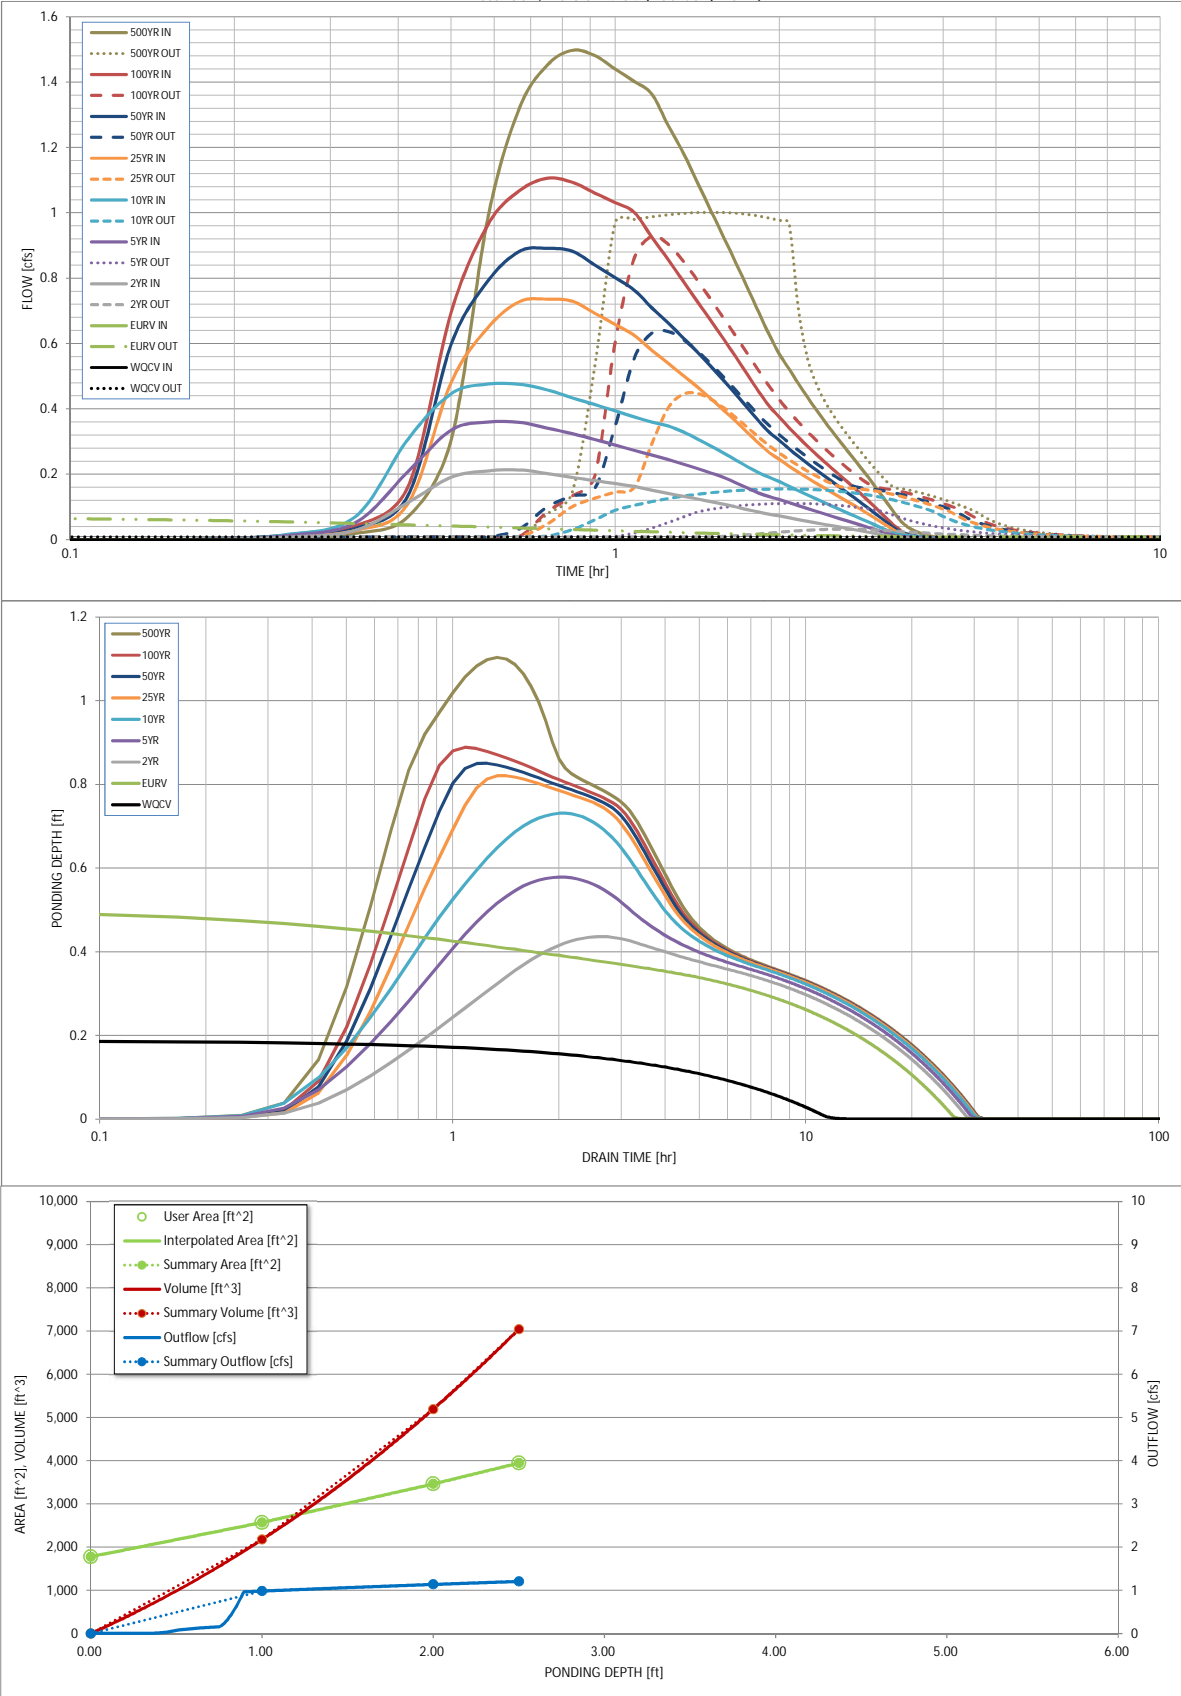 1.6
1.4
1.2
1
0.8
0.6
0.4
0.2
0
FLOW [cfs]
500YR IN
500YR OUT
100YR IN
100YR OUT
50YR IN
50YR OUT
25YR IN
25YR OUT
10YR IN
10YR OUT
5YR IN
5YR OUT
2YR IN
2YR OUT
EURV IN
EURV OUT
WQCV IN
WQCV OUT
0.1 1 10
TIME [hr]
1.2
1
0.8
0.6
0.4
0.2
0
PONDING DEPTH [ft]
500YR
100YR
50YR
25YR
10YR
5YR
2YR
EURV
WQCV
0.1 1 10 100
DRAIN TIME [hr]
10,000
9,000
8,000
7,000
6,000
5,000
4,000
3,000
2,000
1,000
0
AREA [ft^2], VOLUME [ft^3]
User Area [ft^2]
Interpolated Area [ft^2]
Summary Area [ft^2]
Volume [ft^3]
Summary Volume [ft^3]
Outflow [cfs]
Summary Outflow [cfs]
10
9
8
7
6
5
4
3
2
1
0
OUTFLOW [cfs]
0.00 1.00 2.00 3.00 4.00 5.00 6.00
PONDING DEPTH [ft]